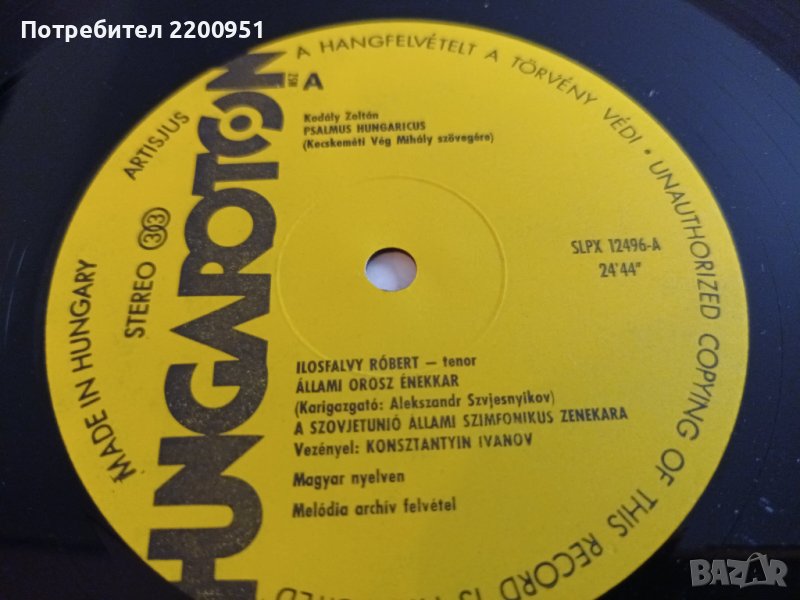 Потребител 2200951
A HANGFELVÉTELT A TÖRVÉNY VÉDI • UNAUTHORIZED COPYING OF THIS RECORD IS
MADE IN HUNGARY
ARTISJUS
STEREO 33
HUNGAROTON
HSZ
A
Kodály Zoltán
PSALMUS HUNGARICUS
(Kecskeméti Vég Mihály szövegére)
SLPX 12496-A
24'44"
ILOSFALVY RÓBERT — tenor
ÁLLAMI OROSZ ÉNEKKAR
(Karigazgató: Alekszandr Szvjesnyikov)
A SZOVJETUNIÓ ÁLLAMI SZIMFONIKUS ZENEKARA
Vezényel: KONSZTANTYIN IVANOV
Magyar nyelven
Melódia archív felvétel
BAZAR